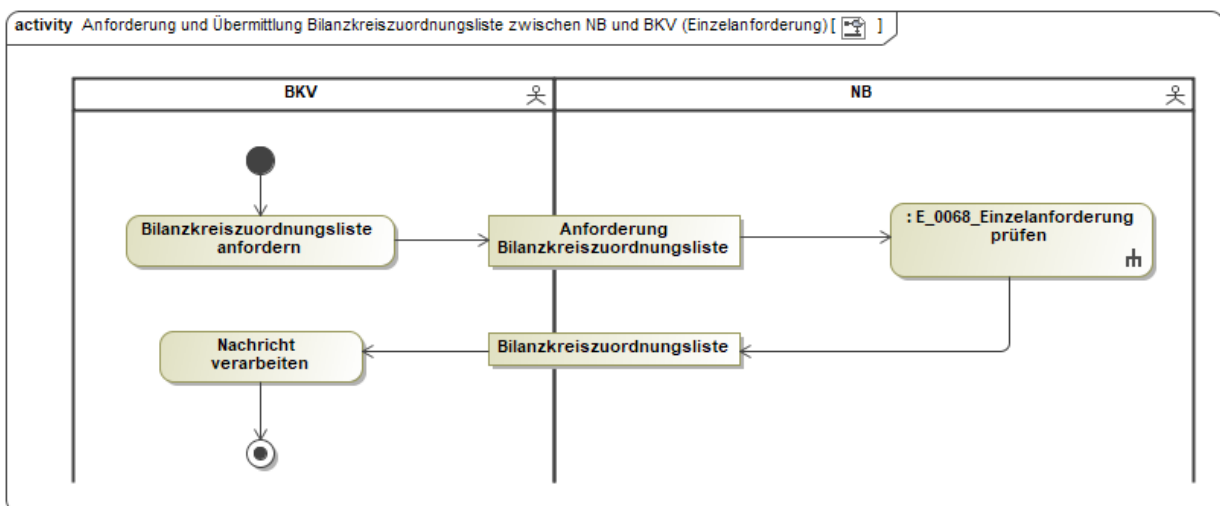 activity Anforderung und Übermittlung Bilanzkreiszuordnungsliste zwischen NB und BKV (Einzelanforderung) [ ]
BKV
NB
Bilanzkreiszuordnungsliste
anfordern
Anforderung
Bilanzkreiszuordnungsliste
: E_0068_Einzelanforderung
prüfen
Nachricht
verarbeiten
Bilanzkreiszuordnungsliste